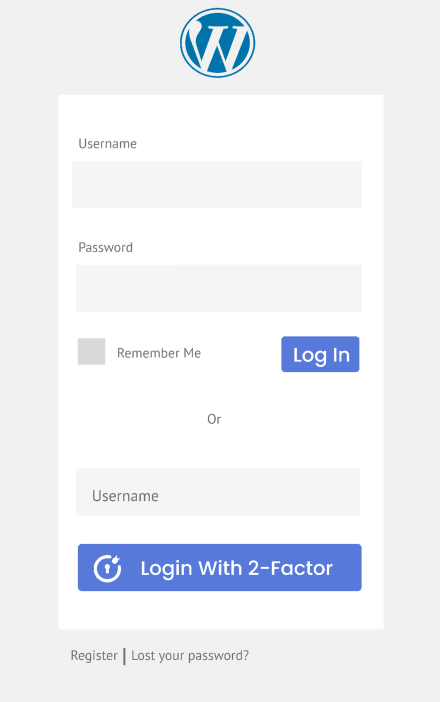 Username
Password
Remember Me
Log In
Or
Username
Login With 2-Factor
Register | Lost your password?